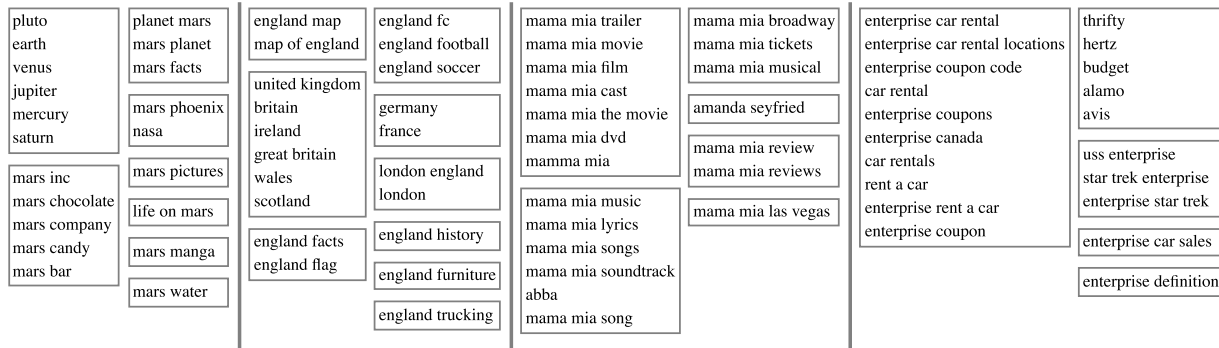 pluto
earth
venus
jupiter
mercury
saturn
mars inc
mars chocolate
mars company
mars candy
mars bar
planet mars
mars planet
mars facts
mars phoenix
nasa
mars pictures
life on mars
mars manga
mars water
england map
map of england
united kingdom
britain
ireland
great britain
wales
scotland
england facts
england flag
england fc
england football
england soccer
germany
france
london england
london
england history
england furniture
england trucking
mama mia trailer
mama mia movie
mama mia film
mama mia cast
mama mia the movie
mama mia dvd
mamma mia
mama mia music
mama mia lyrics
mama mia songs
mama mia soundtrack
abba
mama mia song
mama mia broadway
mama mia tickets
mama mia musical
amanda seyfried
mama mia review
mama mia reviews
mama mia las vegas
enterprise car rental
enterprise car rental locations
enterprise coupon code
car rental
enterprise coupons
enterprise canada
car rentals
rent a car
enterprise rent a car
enterprise coupon
thrifty
hertz
budget
alamo
avis
uss enterprise
star trek enterprise
enterprise star trek
enterprise car sales
enterprise definition